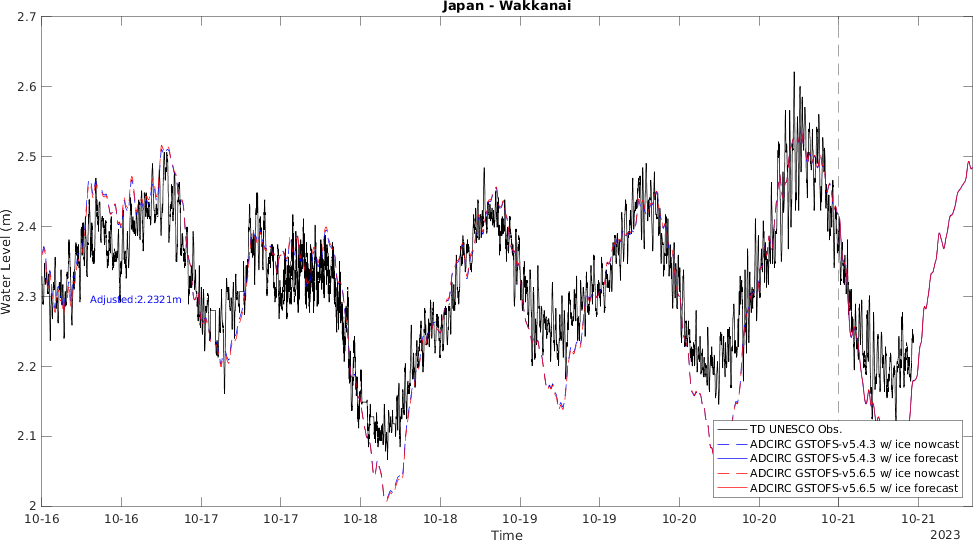 Japan - Wakkanai
2.7
2.6
2.5
2.4
2.3
2.2
2.1
2
Water Level (m)
Adjusted:2.2321m
TD UNESCO Obs.
ADCIRC GSTOFS-v5.4.3 w/ ice nowcast
ADCIRC GSTOFS-v5.4.3 w/ ice forecast
ADCIRC GSTOFS-v5.6.5 w/ ice nowcast
ADCIRC GSTOFS-v5.6.5 w/ ice forecast
10-16 10-16 10-17 10-17 10-18 10-18 10-19 10-19 10-20 10-20 10-21 10-21
Time
2023